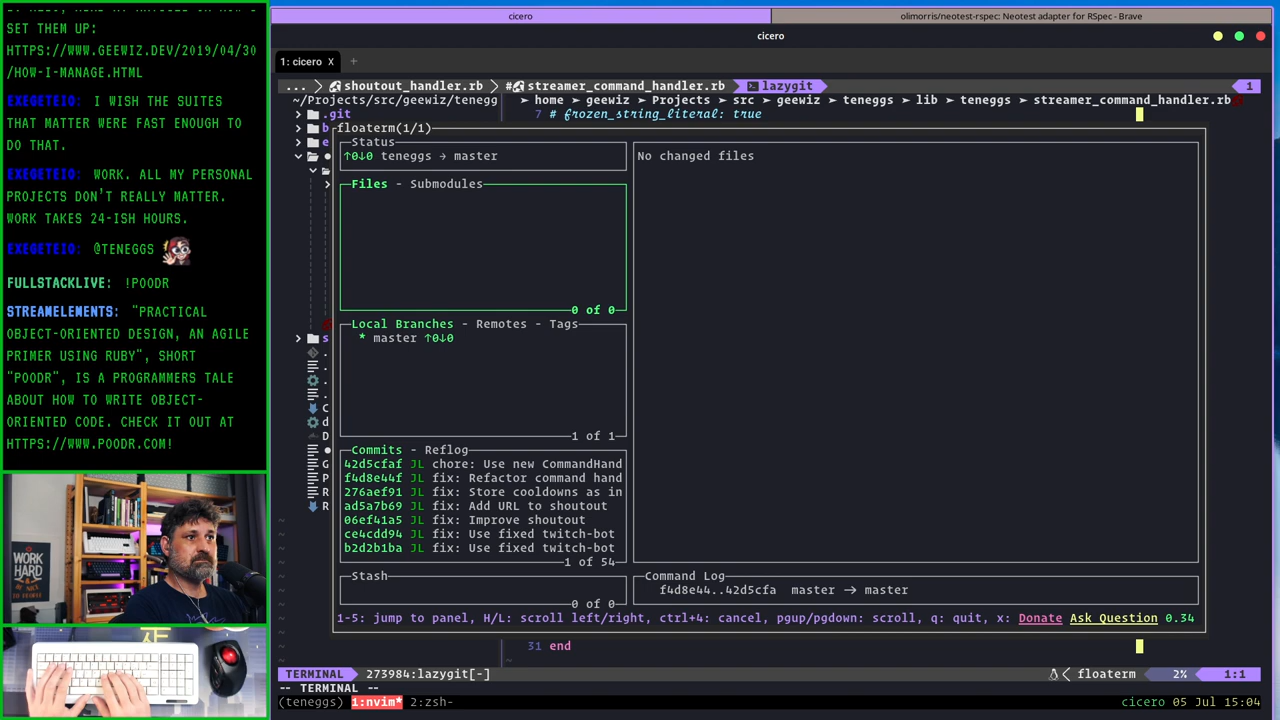 SET THEM UP:
HTTPS://WWW.GEEWIZ.DEV/2019/04/30
/HOW-I-MANAGE.HTML
EXEGETEIO: I WISH THE SUITES
THAT MATTER WERE FAST ENOUGH TO
DO THAT.
EXEGETEIO: WORK. ALL MY PERSONAL
PROJECTS DON'T REALLY MATTER.
WORK TAKES 24-ISH HOURS.
EXEGETEIO: @TENEGGS
FULLSTACKLIVE: !POODR
STREAMELEMENTS: "PRACTICAL
OBJECT-ORIENTED DESIGN, AN AGILE
PRIMER USING RUBY", SHORT
"POODR", IS A PROGRAMMERS TALE
ABOUT HOW TO WRITE OBJECT-
ORIENTED CODE. CHECK IT OUT AT
HTTPS://WWW.POODR.COM!
WORK
HARD
cicero
olimorris/neotest-rspec: Neotest adapter for RSpec - Brave
cicero
1: cicero X +
... shoutout_handler.rb #streamer_command_handler.rb lazygit 1
~/Projects/src/geewiz/tenegg
home geewiz Projects src geewiz teneggs lib teneggs streamer_command_handler.rb
.git
7 # frozen_string_literal: true
b
floaterm(1/1)
e
Status
↑0↓0 teneggs → master
No changed files
Files - Submodules
0 of 0
Local Branches - Remotes - Tags
* master ↑0↓0
s
C
d
D
G
P
R
R
1 of 1
Commits - Reflog
42d5cfaf JL chore: Use new CommandHand
f4d8e44f JL fix: Refactor command hand
276aef91 JL fix: Store cooldowns as in
ad5a7b69 JL fix: Add URL to shoutout
06ef41a5 JL fix: Improve shoutout
ce4cdd94 JL fix: Use fixed twitch-bot
b2d2b1ba JL fix: Use fixed twitch-bot
1 of 54
Stash
0 of 0
Command Log
f4d8e44..42d5cfa master → master
1-5: jump to panel, H/L: scroll left/right, ctrl+4: cancel, pgup/pgdown: scroll, q: quit, x: Donate Ask Question 0.34
31 end
TERMINAL 273984:lazygit[-] floaterm 2% 1:1
-- TERMINAL --
(teneggs) 1:nvim* 2:zsh- cicero 05 Jul 15:04